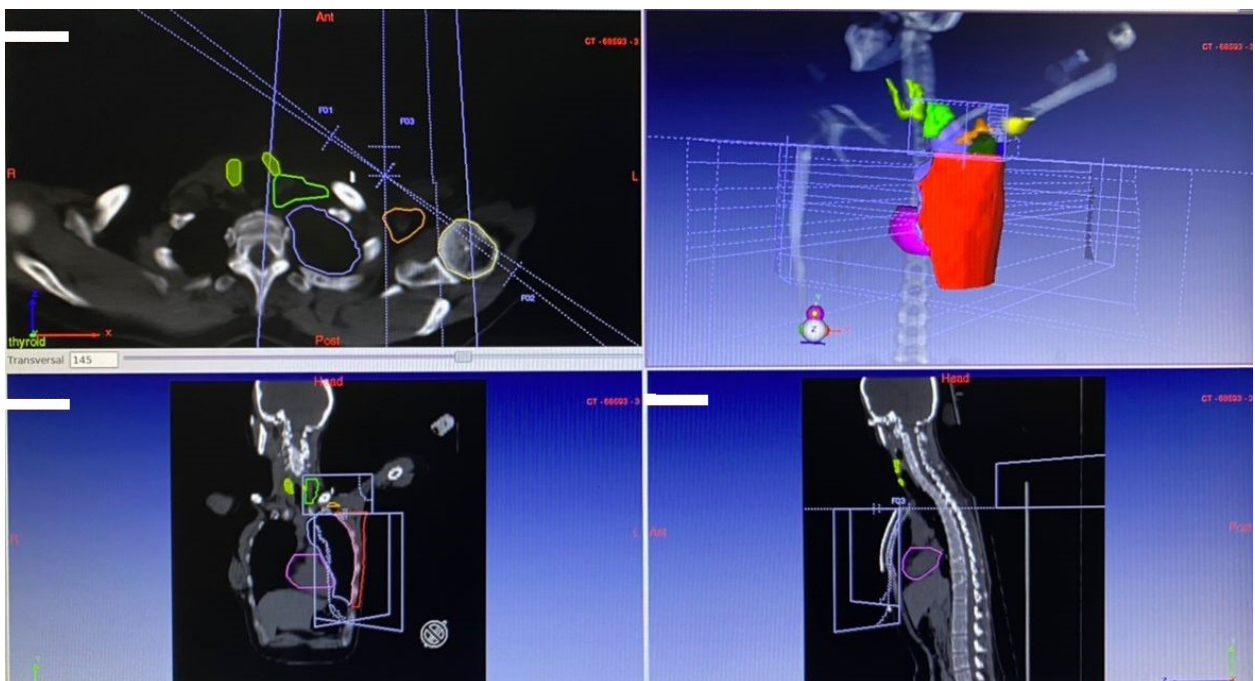 Ant
CT - 68593 - 3
F01
F03
R
L
F02
Z
X
thyroid
Post
Transversal 145
CT - 68593 - 3
Y
Z
Head
CT - 68593 - 3
R
L
Y
Head
CT - 68593 - 3
F03
Ant
Post
Y
Z